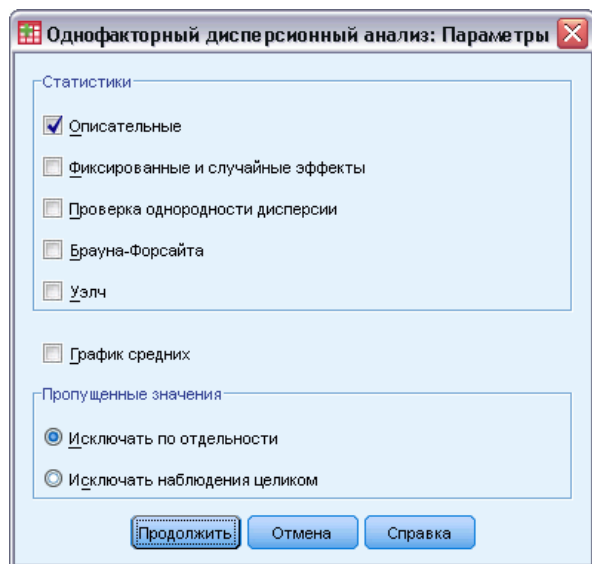 Однофакторный дисперсионный анализ: Параметры
Статистики
Описательные
Фиксированные и случайные эффекты
Проверка однородности дисперсии
Брауна-Форсайта
Уэлч
График средних
Пропущенные значения
Исключать по отдельности
Исключать наблюдения целиком
Продолжить Отмена Справка